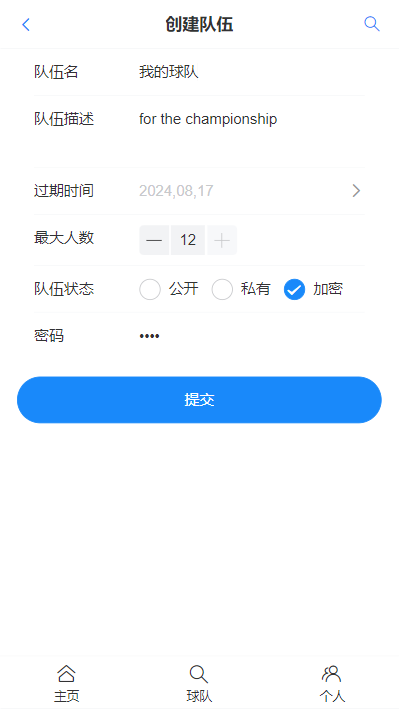 创建队伍
队伍名 我的球队
队伍描述 for the championship
过期时间 2024,08,17
最大人数 12
队伍状态 公开 私有 加密
密码 ••••
提交
主页 球队 个人